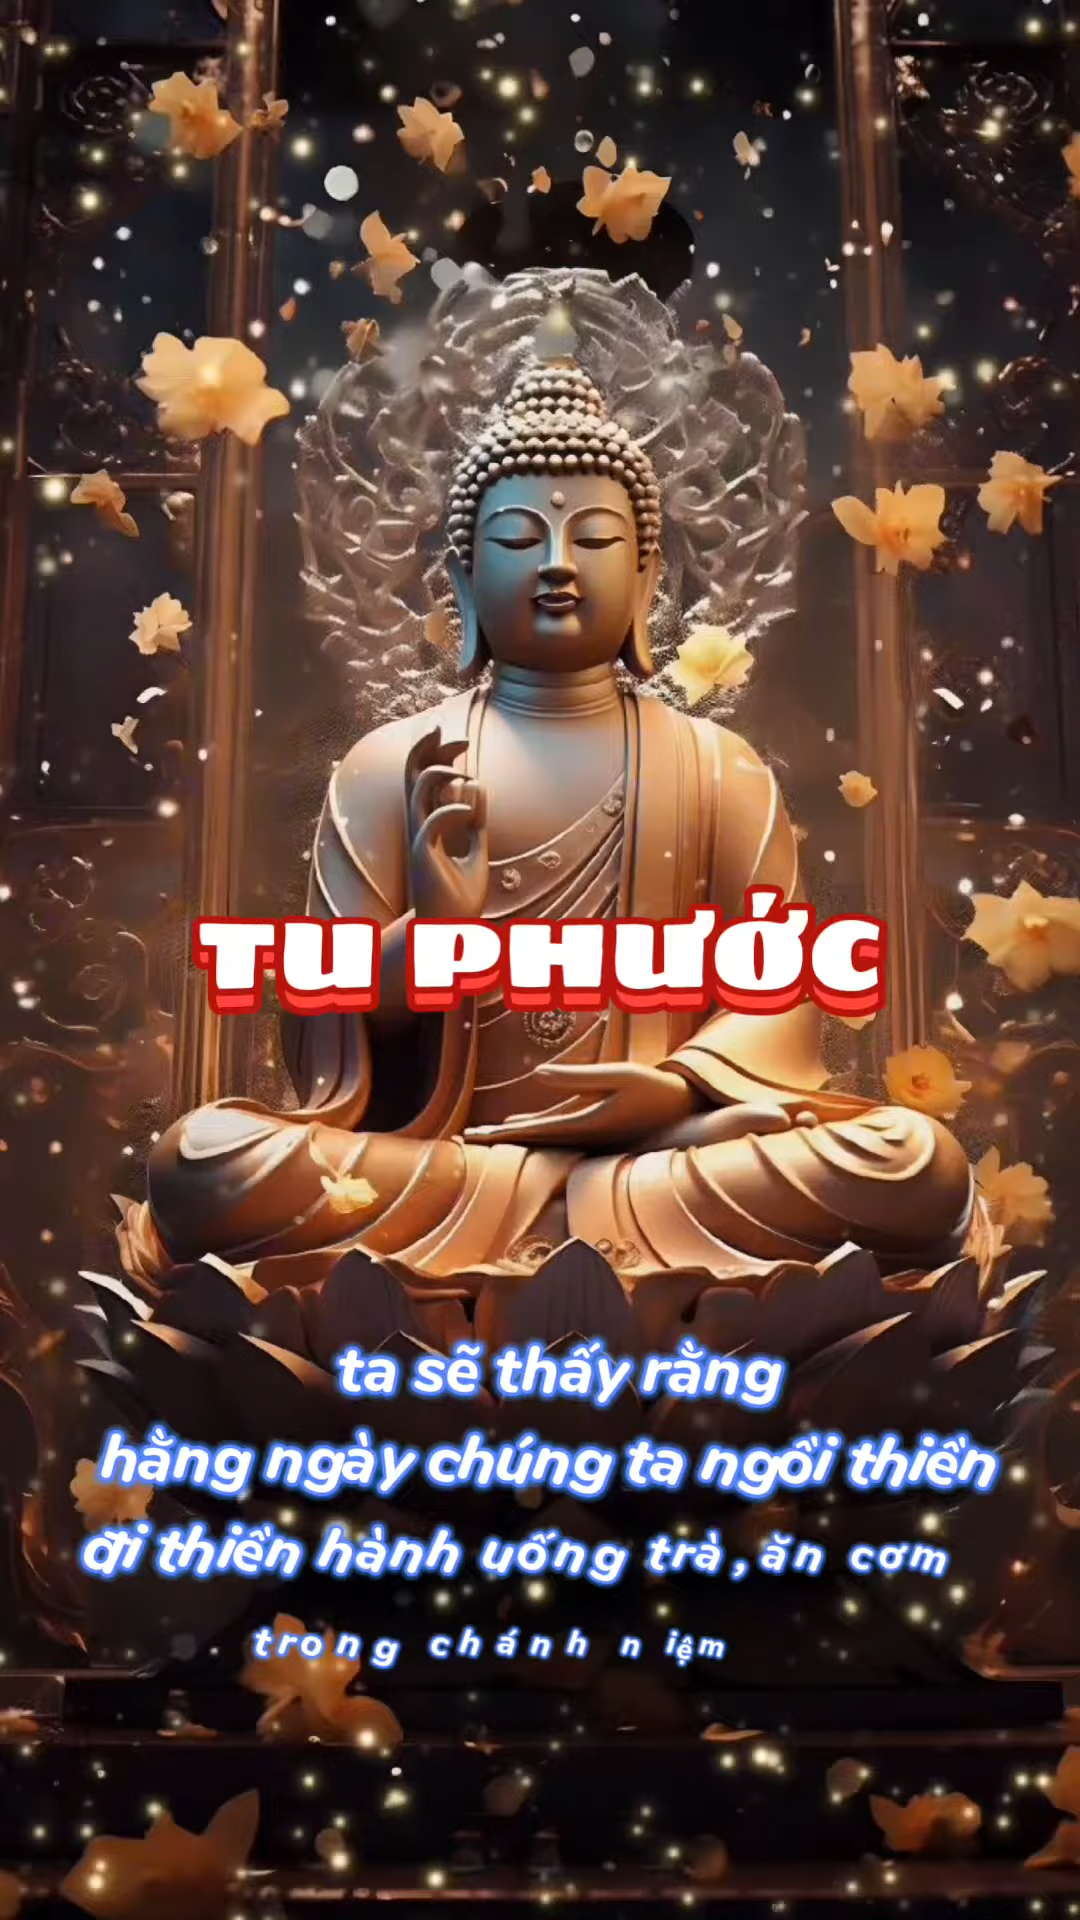 TU PHƯỚC
ta sẽ thấy rằng
hằng ngày chúng ta ngồi thiền
đi thiền hành uống trà, ăn cơm
trong chánh niệm